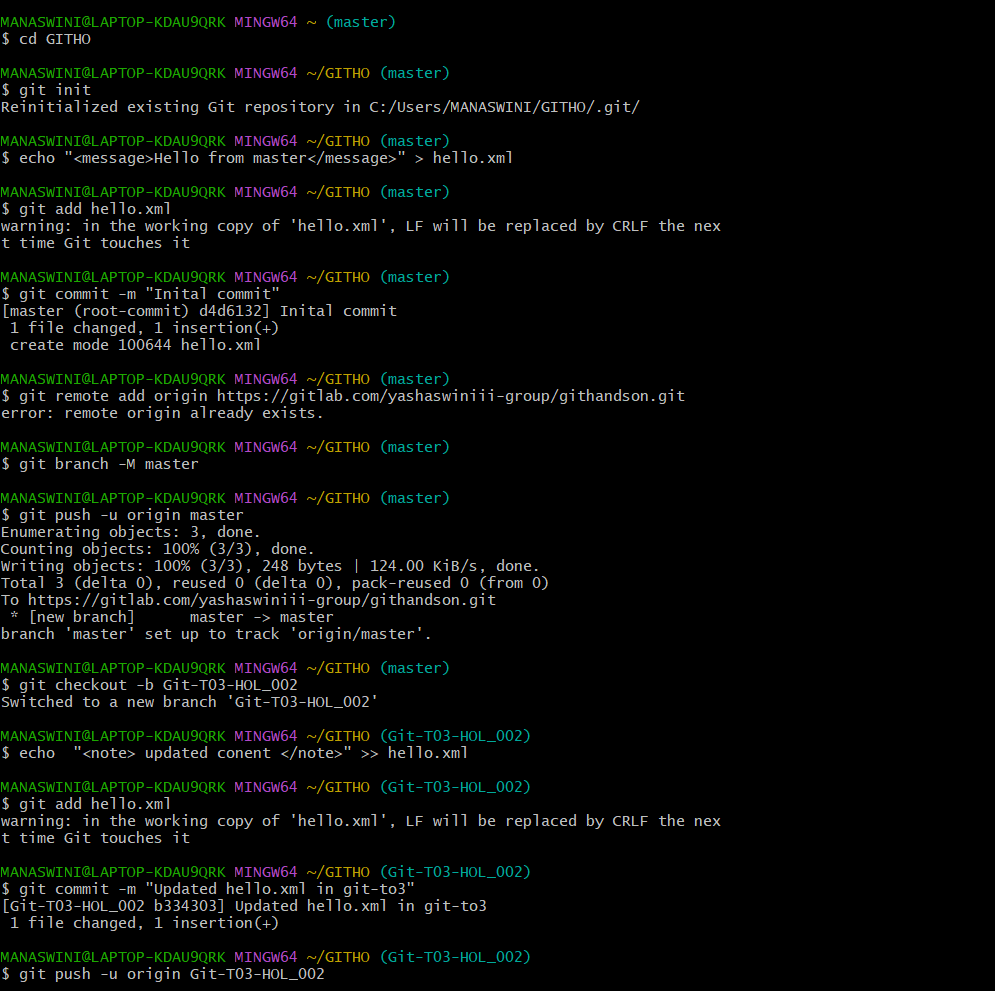 MANASWINI@LAPTOP-KDAU9QRK MINGW64 ~ (master)
$ cd GITHO
MANASWINI@LAPTOP-KDAU9QRK MINGW64 ~/GITHO (master)
$ git init
Reinitialized existing Git repository in C:/Users/MANASWINI/GITHO/.git/
MANASWINI@LAPTOP-KDAU9QRK MINGW64 ~/GITHO (master)
$ echo "<message>Hello from master</message>" > hello.xml
MANASWINI@LAPTOP-KDAU9QRK MINGW64 ~/GITHO (master)
$ git add hello.xml
warning: in the working copy of 'hello.xml', LF will be replaced by CRLF the nex
t time Git touches it
MANASWINI@LAPTOP-KDAU9QRK MINGW64 ~/GITHO (master)
$ git commit -m "Inital commit"
[master (root-commit) d4d6132] Inital commit
 1 file changed, 1 insertion(+)
 create mode 100644 hello.xml
MANASWINI@LAPTOP-KDAU9QRK MINGW64 ~/GITHO (master)
$ git remote add origin https://gitlab.com/yashaswiniii-group/githandson.git
error: remote origin already exists.
MANASWINI@LAPTOP-KDAU9QRK MINGW64 ~/GITHO (master)
$ git branch -M master
MANASWINI@LAPTOP-KDAU9QRK MINGW64 ~/GITHO (master)
$ git push -u origin master
Enumerating objects: 3, done.
Counting objects: 100% (3/3), done.
Writing objects: 100% (3/3), 248 bytes | 124.00 KiB/s, done.
Total 3 (delta 0), reused 0 (delta 0), pack-reused 0 (from 0)
To https://gitlab.com/yashaswiniii-group/githandson.git
 * [new branch]      master -> master
branch 'master' set up to track 'origin/master'.
MANASWINI@LAPTOP-KDAU9QRK MINGW64 ~/GITHO (master)
$ git checkout -b Git-T03-HOL_002
Switched to a new branch 'Git-T03-HOL_002'
MANASWINI@LAPTOP-KDAU9QRK MINGW64 ~/GITHO (Git-T03-HOL_002)
$ echo  "<note> updated conent </note>" >> hello.xml
MANASWINI@LAPTOP-KDAU9QRK MINGW64 ~/GITHO (Git-T03-HOL_002)
$ git add hello.xml
warning: in the working copy of 'hello.xml', LF will be replaced by CRLF the nex
t time Git touches it
MANASWINI@LAPTOP-KDAU9QRK MINGW64 ~/GITHO (Git-T03-HOL_002)
$ git commit -m "Updated hello.xml in git-to3"
[Git-T03-HOL_002 b334303] Updated hello.xml in git-to3
 1 file changed, 1 insertion(+)
MANASWINI@LAPTOP-KDAU9QRK MINGW64 ~/GITHO (Git-T03-HOL_002)
$ git push -u origin Git-T03-HOL_002